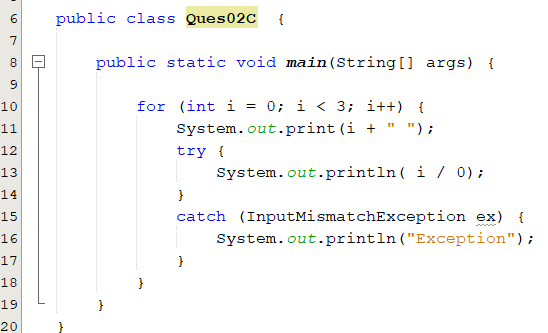 6 public class Ques02C {
7
8 public static void main(String[] args) {
9
10 for (int i = 0; i < 3; i++) {
11 System.out.print(i + " ");
12 try {
13 System.out.println( i / 0);
14 }
15 catch (InputMismatchException ex) {
16 System.out.println("Exception");
17 }
18 }
19 }
20 }